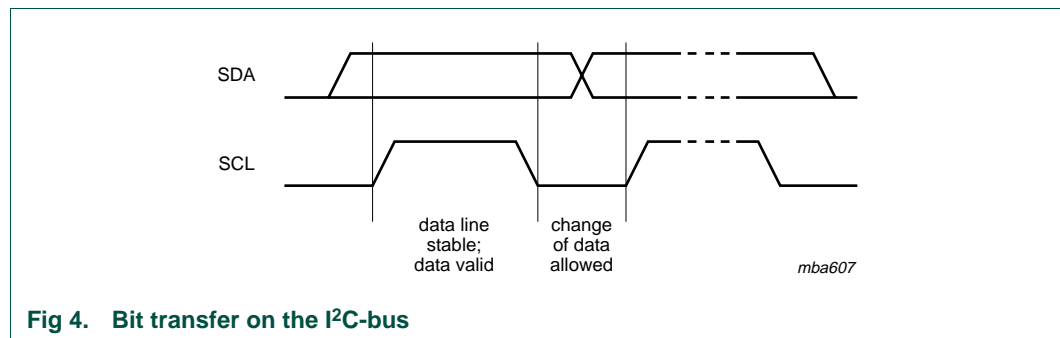 SDA
SCL
data line
stable;
data valid
change
of data
allowed
mba607
Fig 4. Bit transfer on the I²C-bus